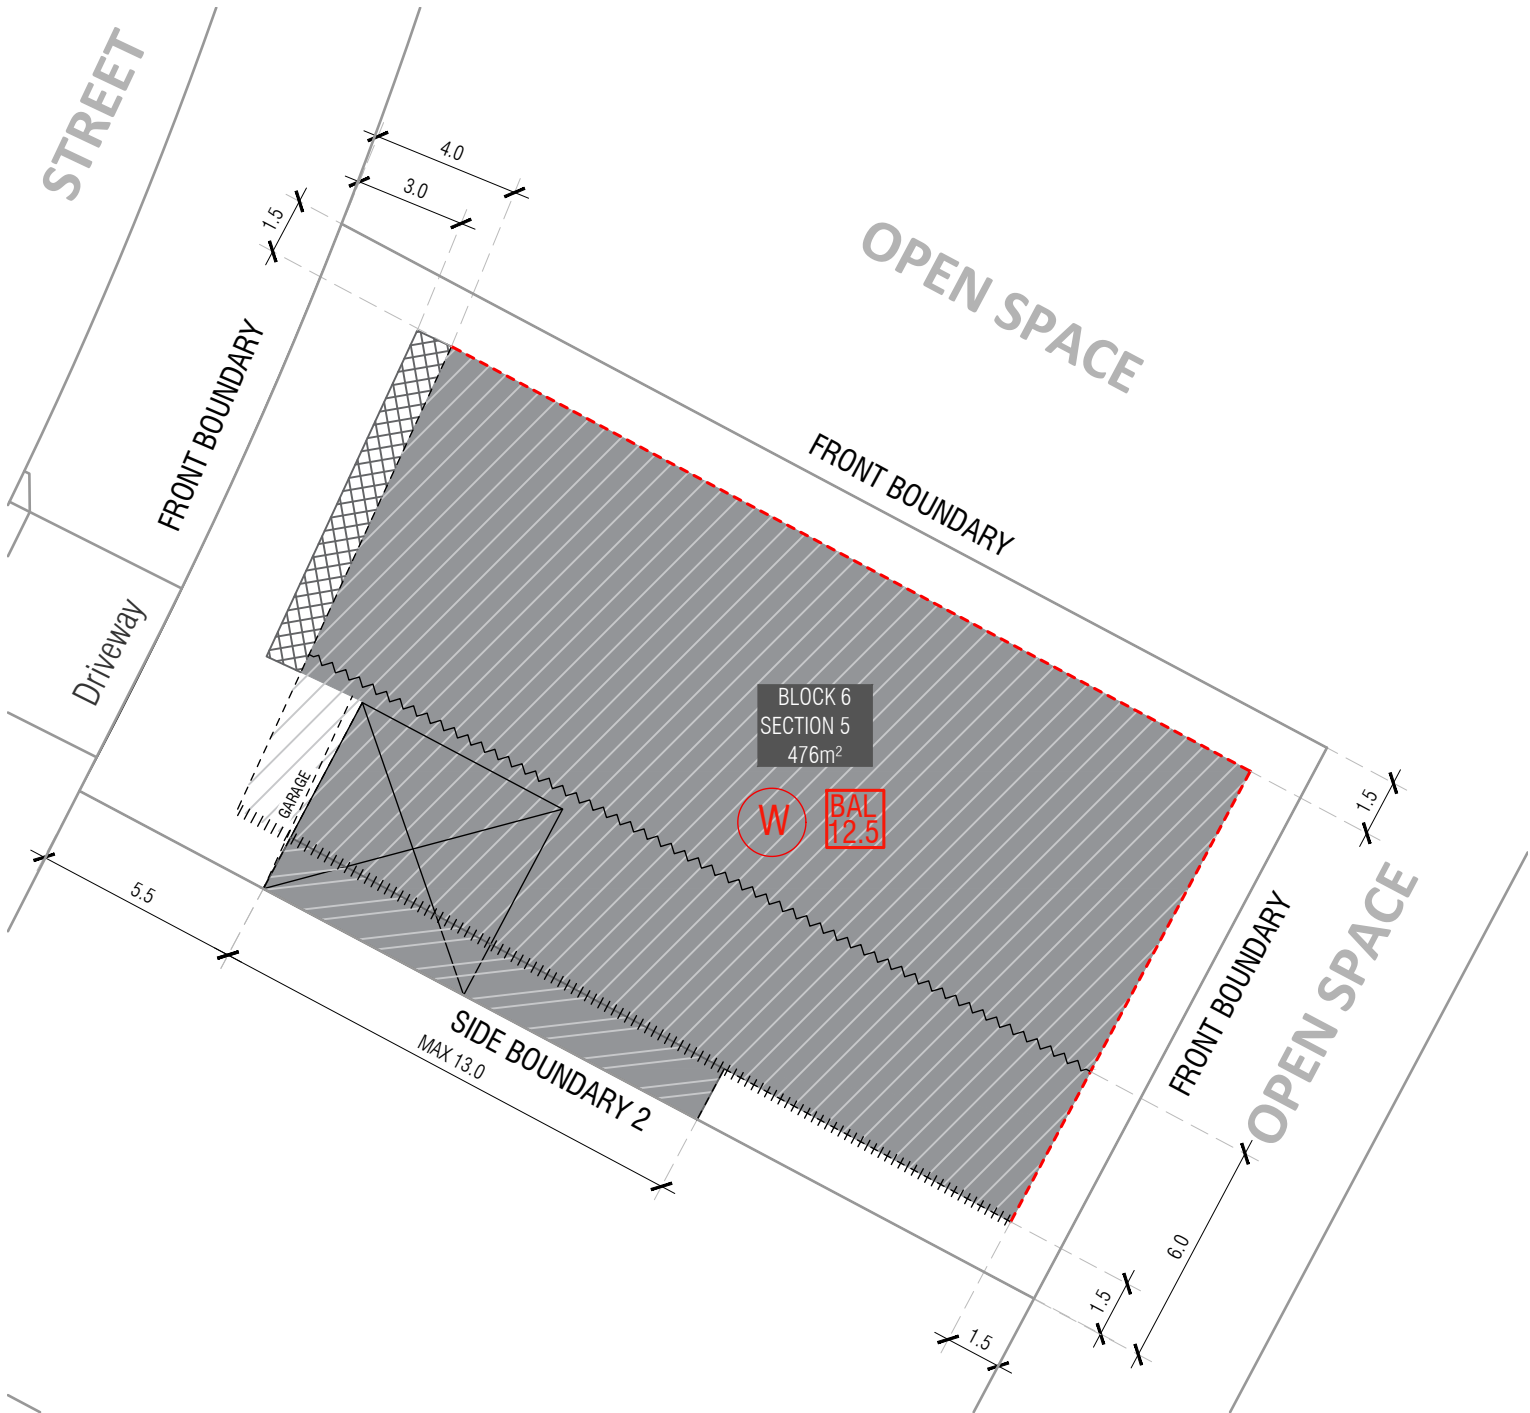 STREET
4.0
3.0
1.5
OPEN SPACE
FRONT BOUNDARY
FRONT BOUNDARY
Driveway
GARAGE
BLOCK 6
SECTION 5
476m²
W
BAL
12.5
1.5
5.5
SIDE BOUNDARY 2
MAX 13.0
FRONT BOUNDARY
OPEN SPACE
6.0
1.5
1.5